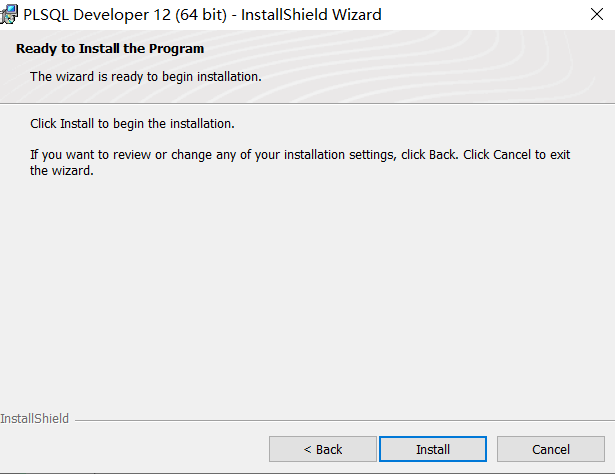 PLSQL Developer 12 (64 bit) - InstallShield Wizard
Ready to Install the Program
The wizard is ready to begin installation.
Click Install to begin the installation.
If you want to review or change any of your installation settings, click Back. Click Cancel to exit
the wizard.
InstallShield
< Back
Install
Cancel